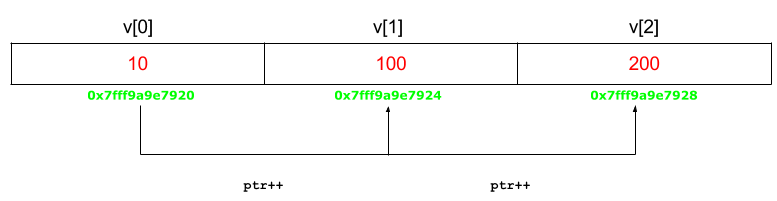 v[0] v[1] v[2]
10 100 200
0x7fff9a9e7920 0x7fff9a9e7924 0x7fff9a9e7928
ptr++ ptr++